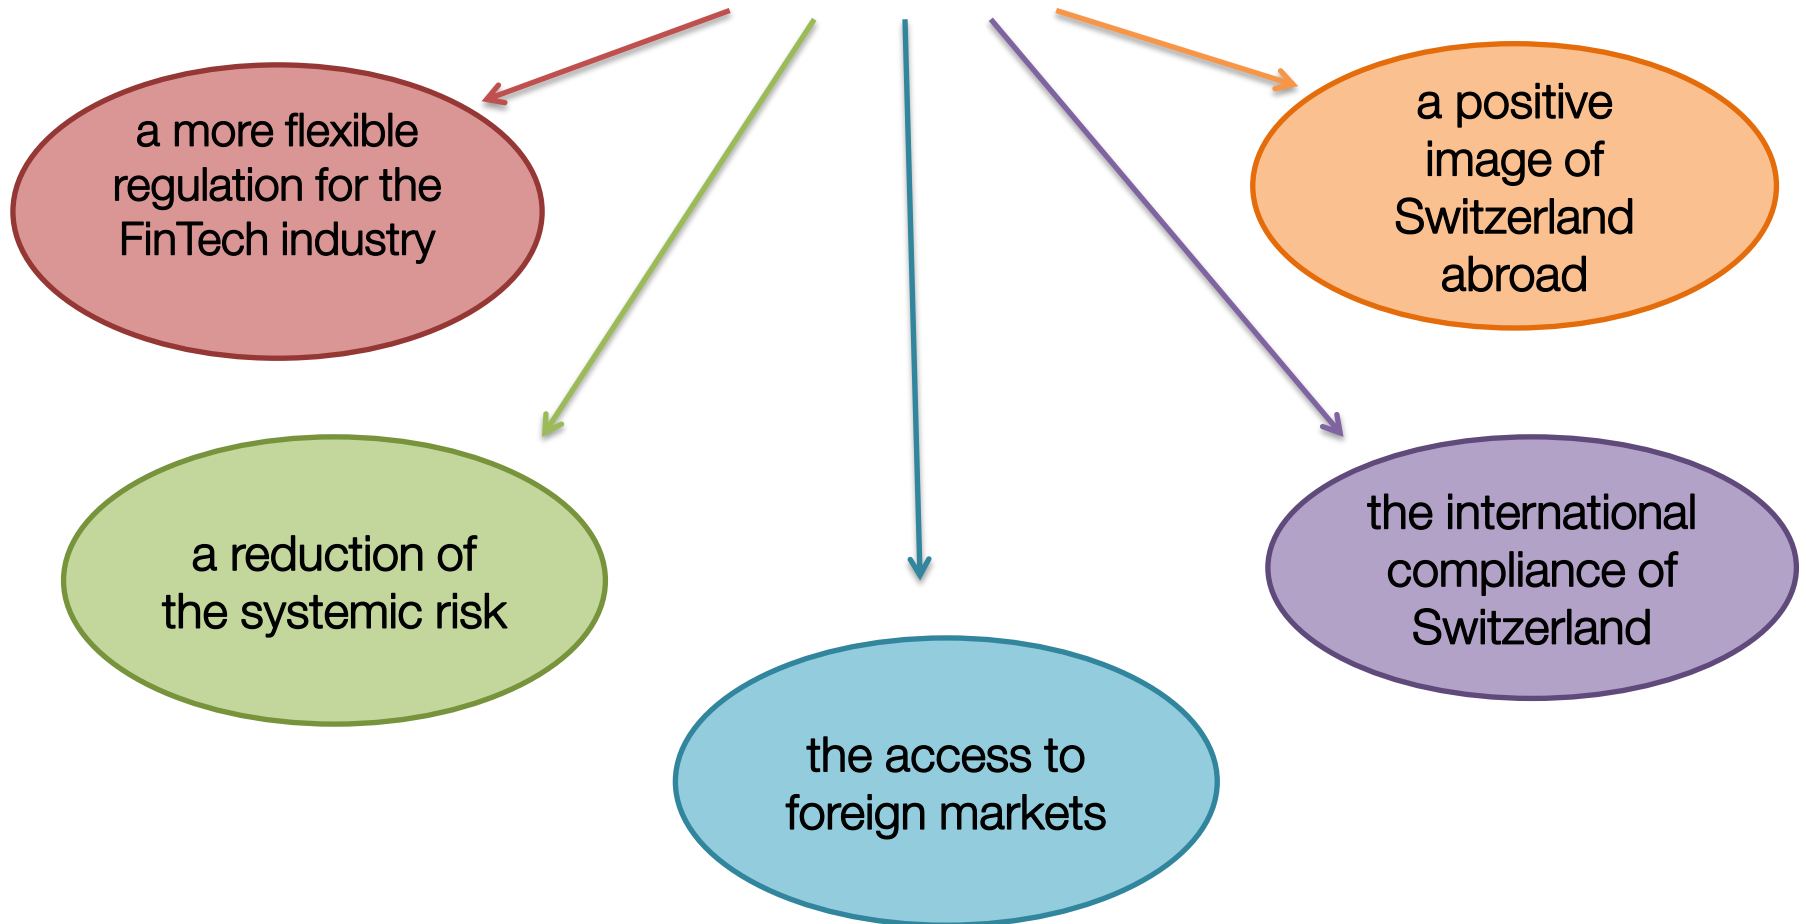 a more flexible
regulation for the
FinTech industry
a positive
image of
Switzerland
abroad
a reduction of
the systemic risk
the international
compliance of
Switzerland
the access to
foreign markets